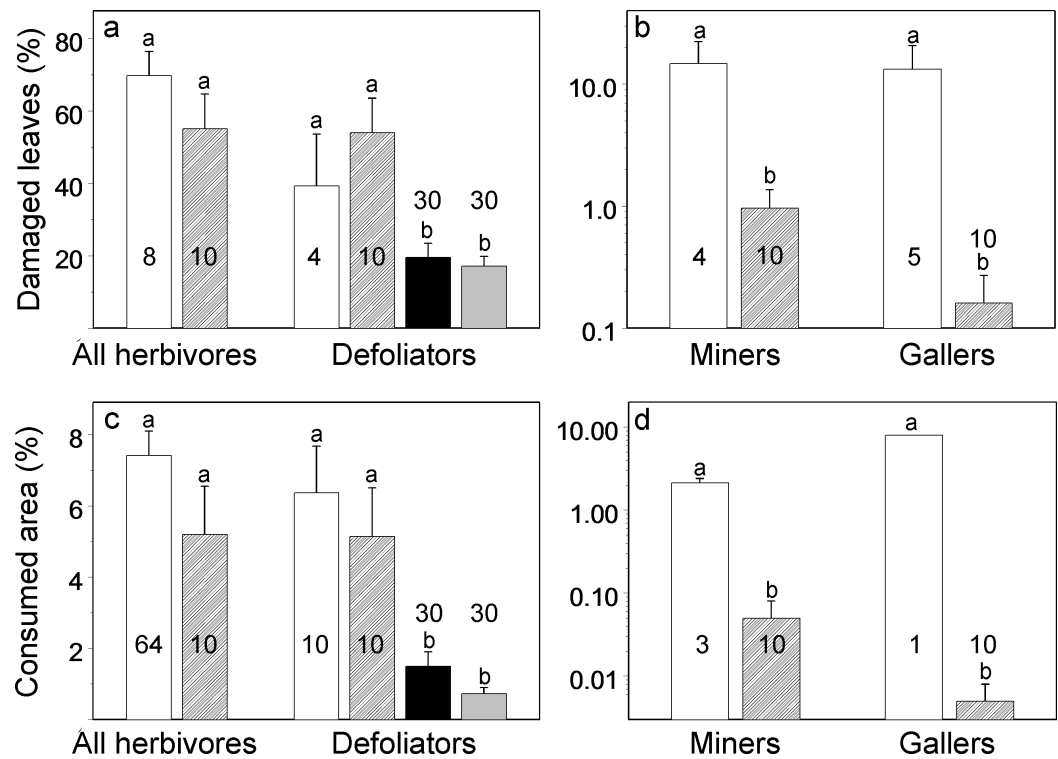 a
Damaged leaves (%)
80
60
40
20
a
a
a
a
b
b
30
30
8
10
4
10
All herbivores
Defoliators
b
10.0
1.0
0.1
a
b
a
b
4
10
5
10
Miners
Gallers
c
Consumed area (%)
8
6
4
2
a
a
a
a
b
b
30
30
64
10
10
10
All herbivores
Defoliators
d
10.00
1.00
0.10
0.01
a
b
a
b
3
10
1
10
Miners
Gallers